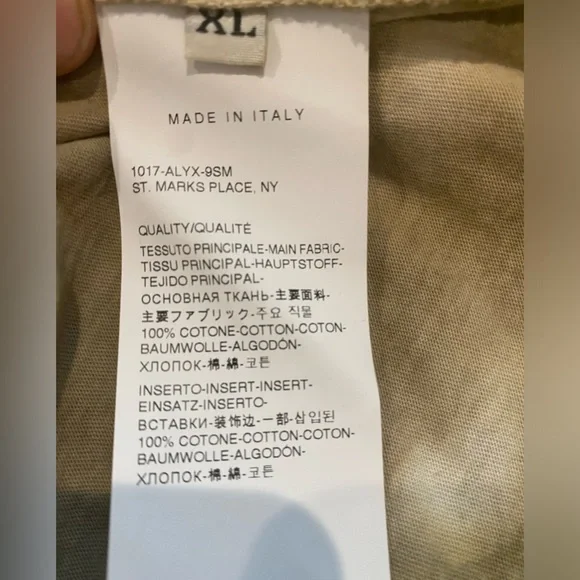 XL
MADE IN ITALY
1017-ALYX-9SM
ST. MARKS PLACE, NY
QUALITY/QUALITÉ
TESSUTO PRINCIPALE-MAIN FABRIC-
TISSU PRINCIPAL-HAUPTSTOFF-
TEJIDO PRINCIPAL-
ОСНОВНАЯ ТКАНЬ-主要面料-
主要ファブリック-주요 직물
100% COTONE-COTTON-COTON-
BAUMWOLLE-ALGODÓN-
ХЛОПОК-棉-綿-코튼
INSERTO-INSERT-INSERT-
EINSATZ-INSERTO-
ВСТАВКИ-装饰边-一部-삽입된
100% COTONE-COTTON-COTON-
BAUMWOLLE-ALGODÓN-
ХЛОПОК-棉-綿-코튼